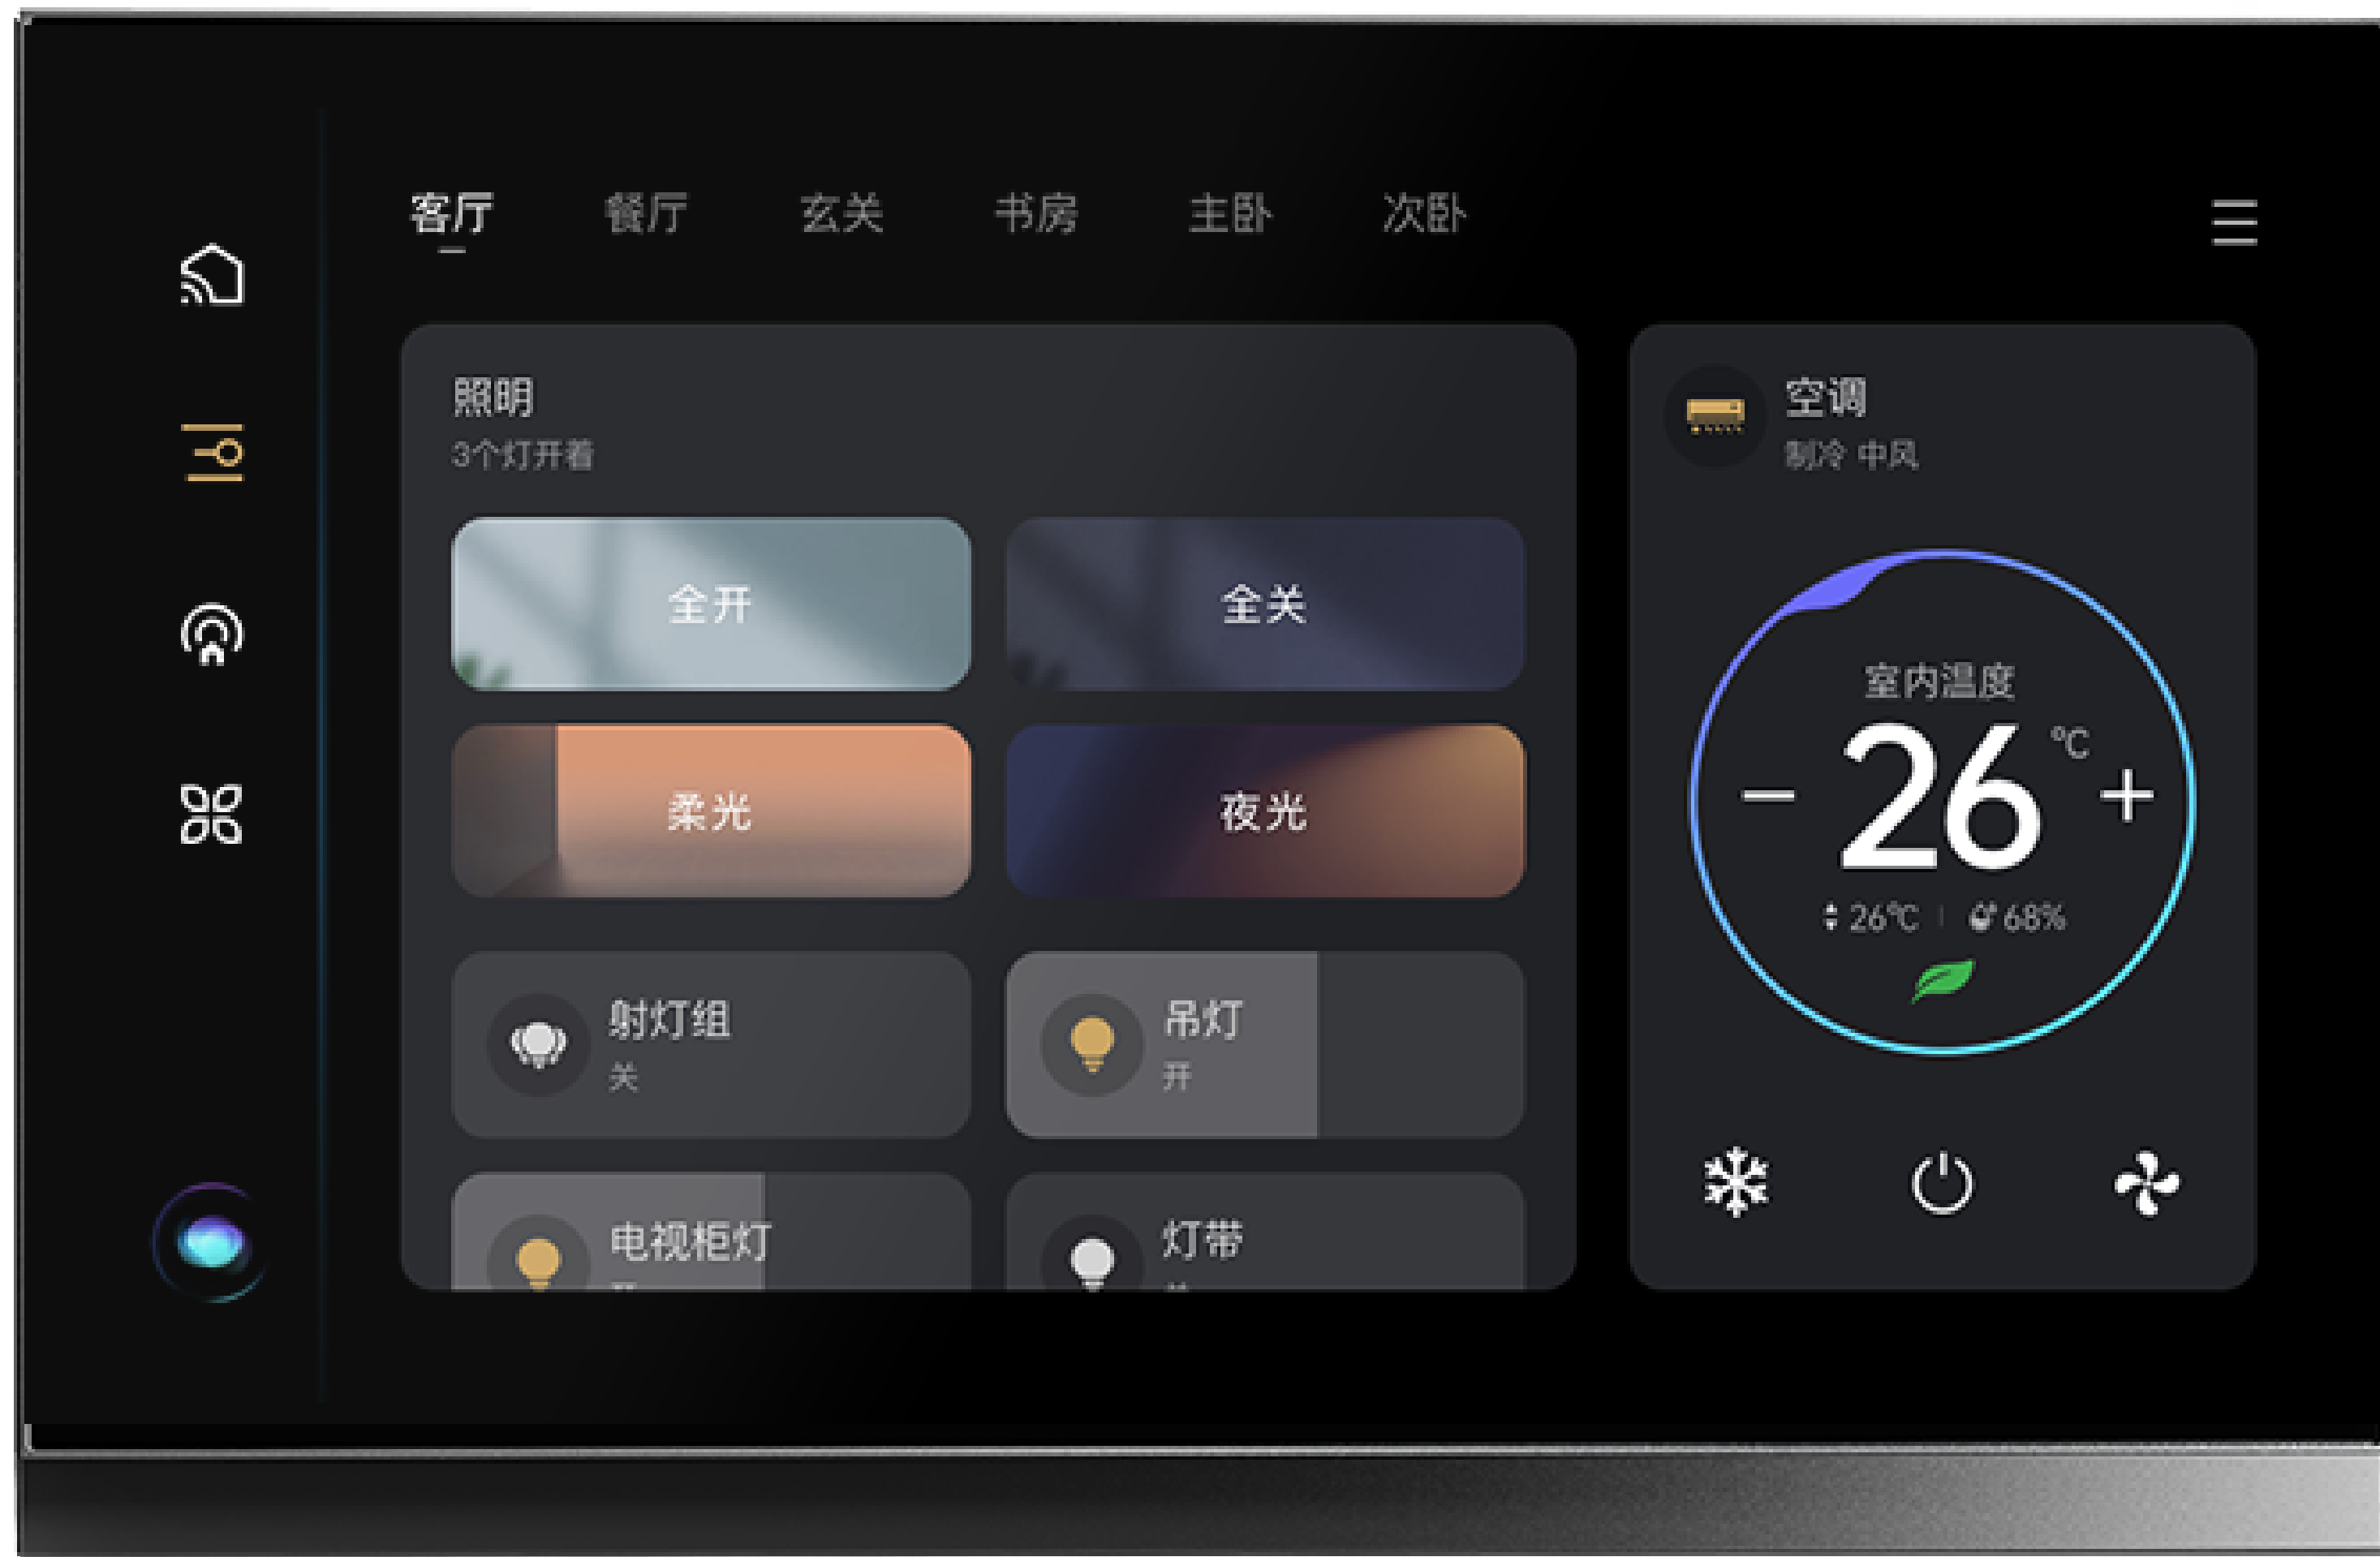 客厅 餐厅 玄关 书房 主卧 次卧
照明
3个灯开着
全开 全关
柔光 夜光
射灯组
关
吊灯
开
电视柜灯
灯带
空调
制冷 中风
室内温度
26 ℃
26℃ 68%